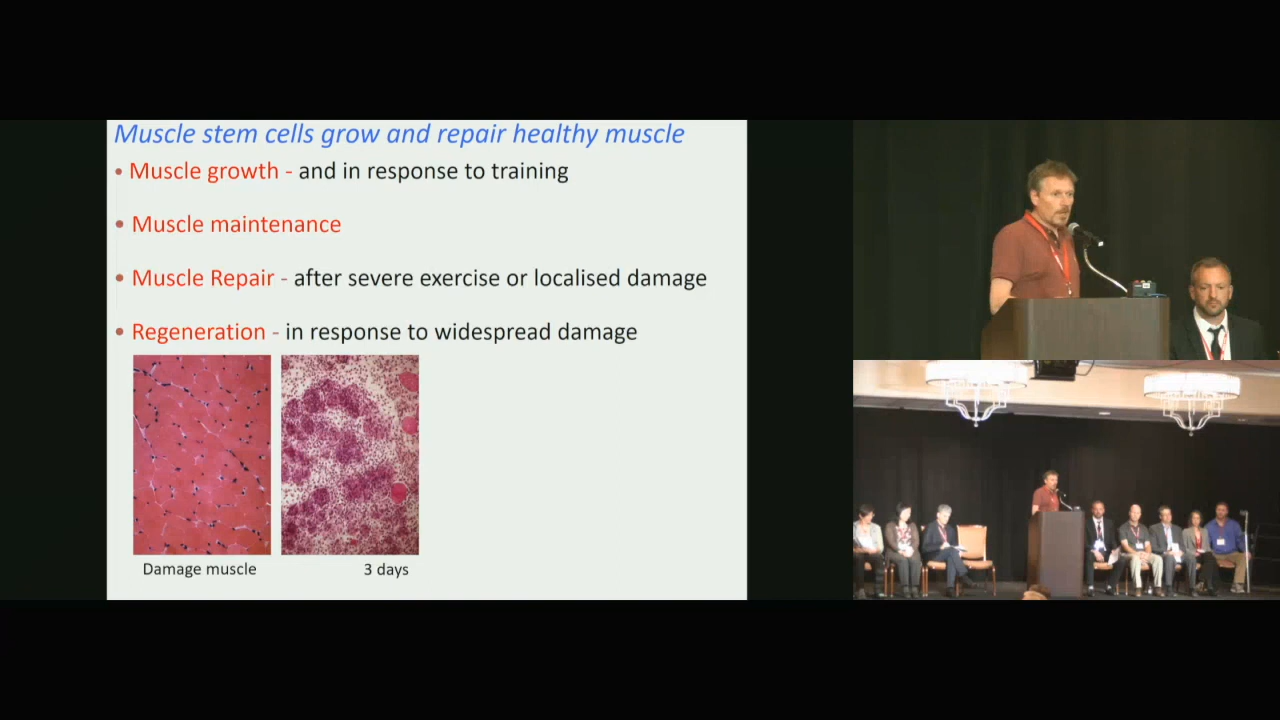 Muscle stem cells grow and repair healthy muscle
• Muscle growth - and in response to training
• Muscle maintenance
• Muscle Repair - after severe exercise or localised damage
• Regeneration - in response to widespread damage
Damage muscle
3 days